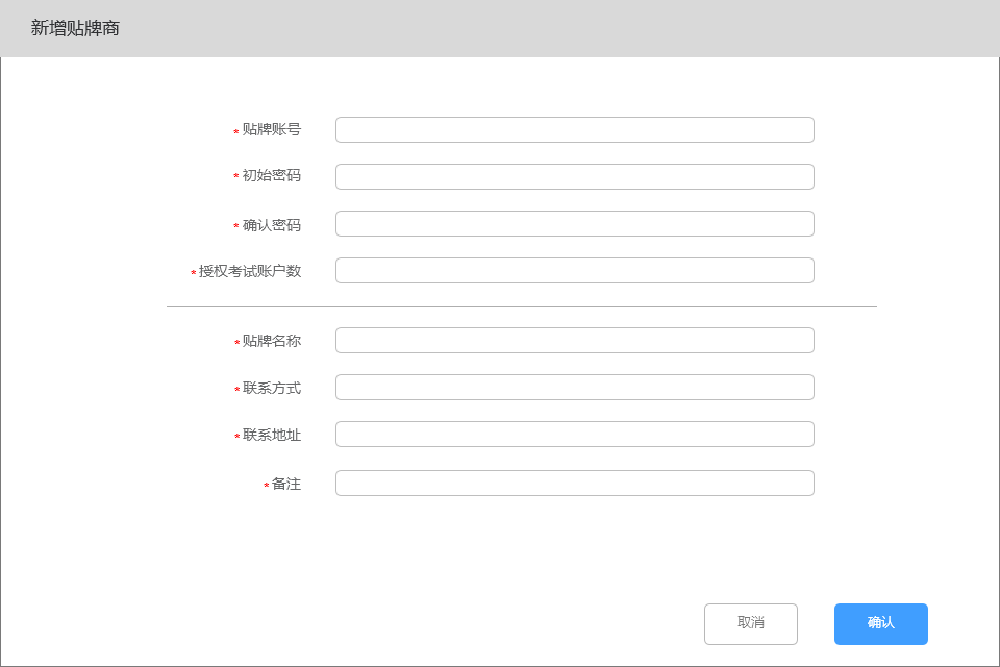 新增贴牌商
*贴牌账号
*初始密码
*确认密码
*授权考试账户数
*贴牌名称
*联系方式
*联系地址
*备注
取消
确认